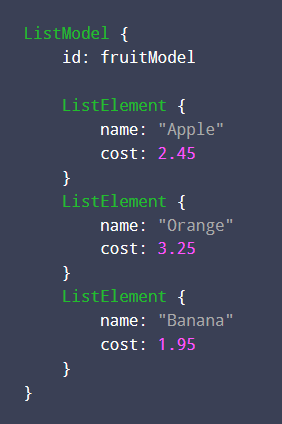 ListModel {
    id: fruitModel

    ListElement {
        name: "Apple"
        cost: 2.45
    }
    ListElement {
        name: "Orange"
        cost: 3.25
    }
    ListElement {
        name: "Banana"
        cost: 1.95
    }
}